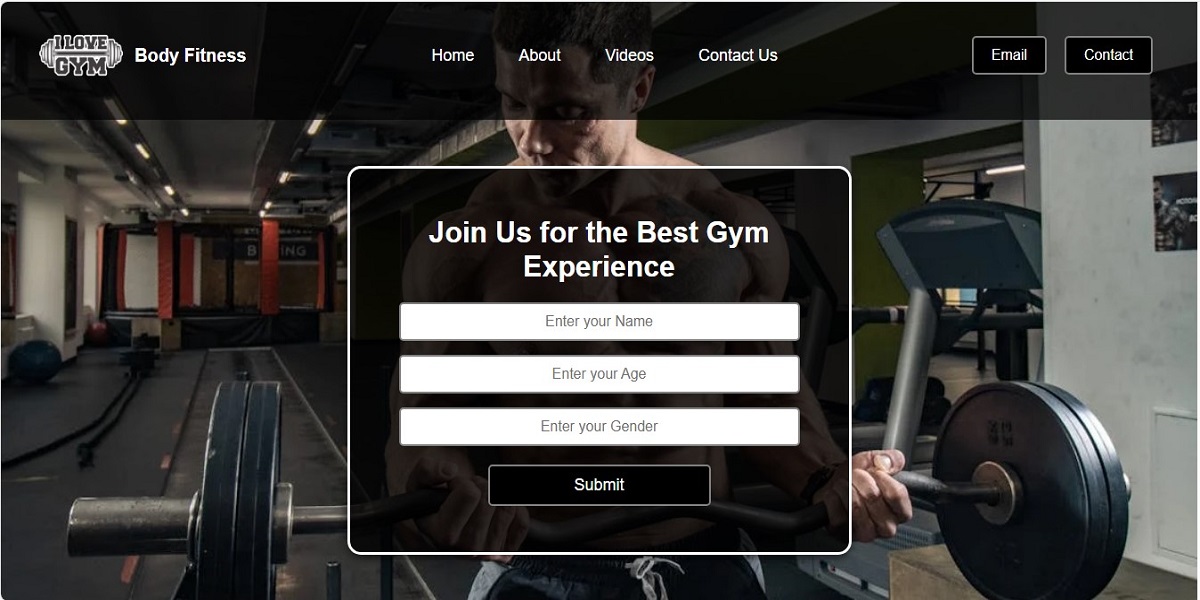 I LOVE
GYM
Body Fitness
Home
About
Videos
Contact Us
Email
Contact
Join Us for the Best Gym
Experience
Enter your Name
Enter your Age
Enter your Gender
Submit